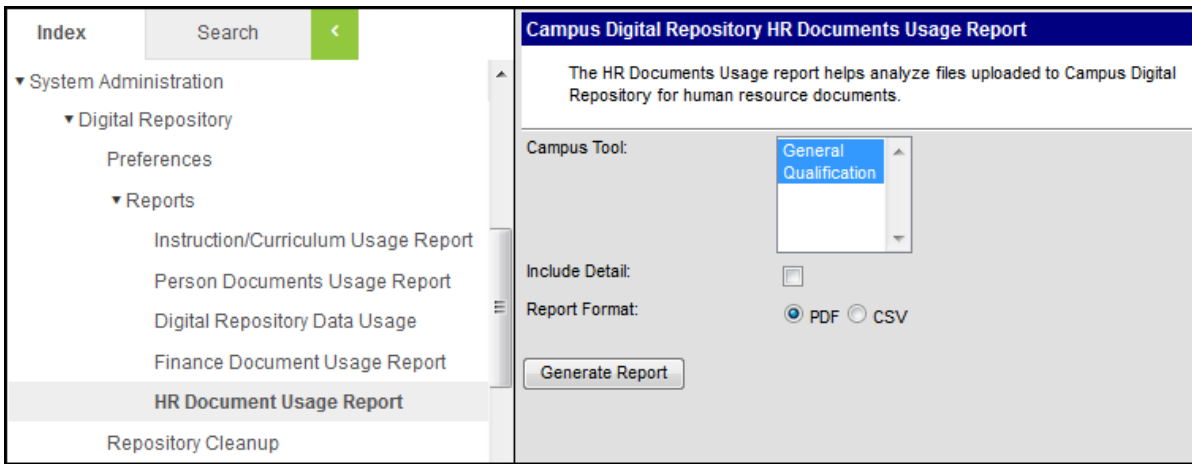 Index
Search
<
System Administration
Digital Repository
Preferences
Reports
Instruction/Curriculum Usage Report
Person Documents Usage Report
Digital Repository Data Usage
Finance Document Usage Report
HR Document Usage Report
Repository Cleanup
Campus Digital Repository HR Documents Usage Report
The HR Documents Usage report helps analyze files uploaded to Campus Digital
Repository for human resource documents.
Campus Tool:
General
Qualification
Include Detail:
Report Format:
PDF CSV
Generate Report